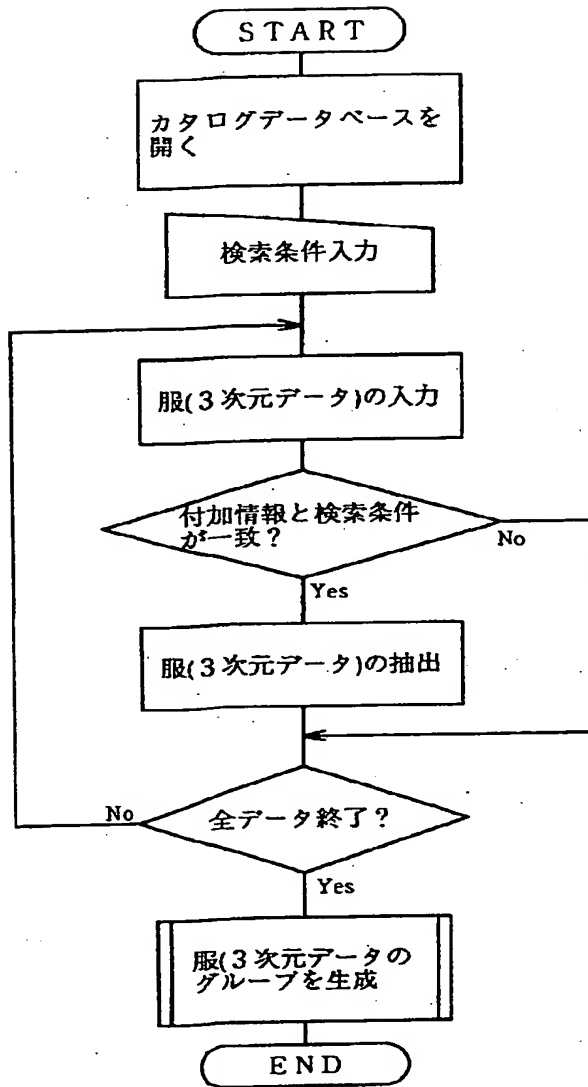 START
カタログデータベースを
開く
検索条件入力
服(3次元データ)の入力
付加情報と検索条件
が一致?
No
Yes
服(3次元データ)の抽出
No
全データ終了?
Yes
服(3次元データの
グループを生成
END